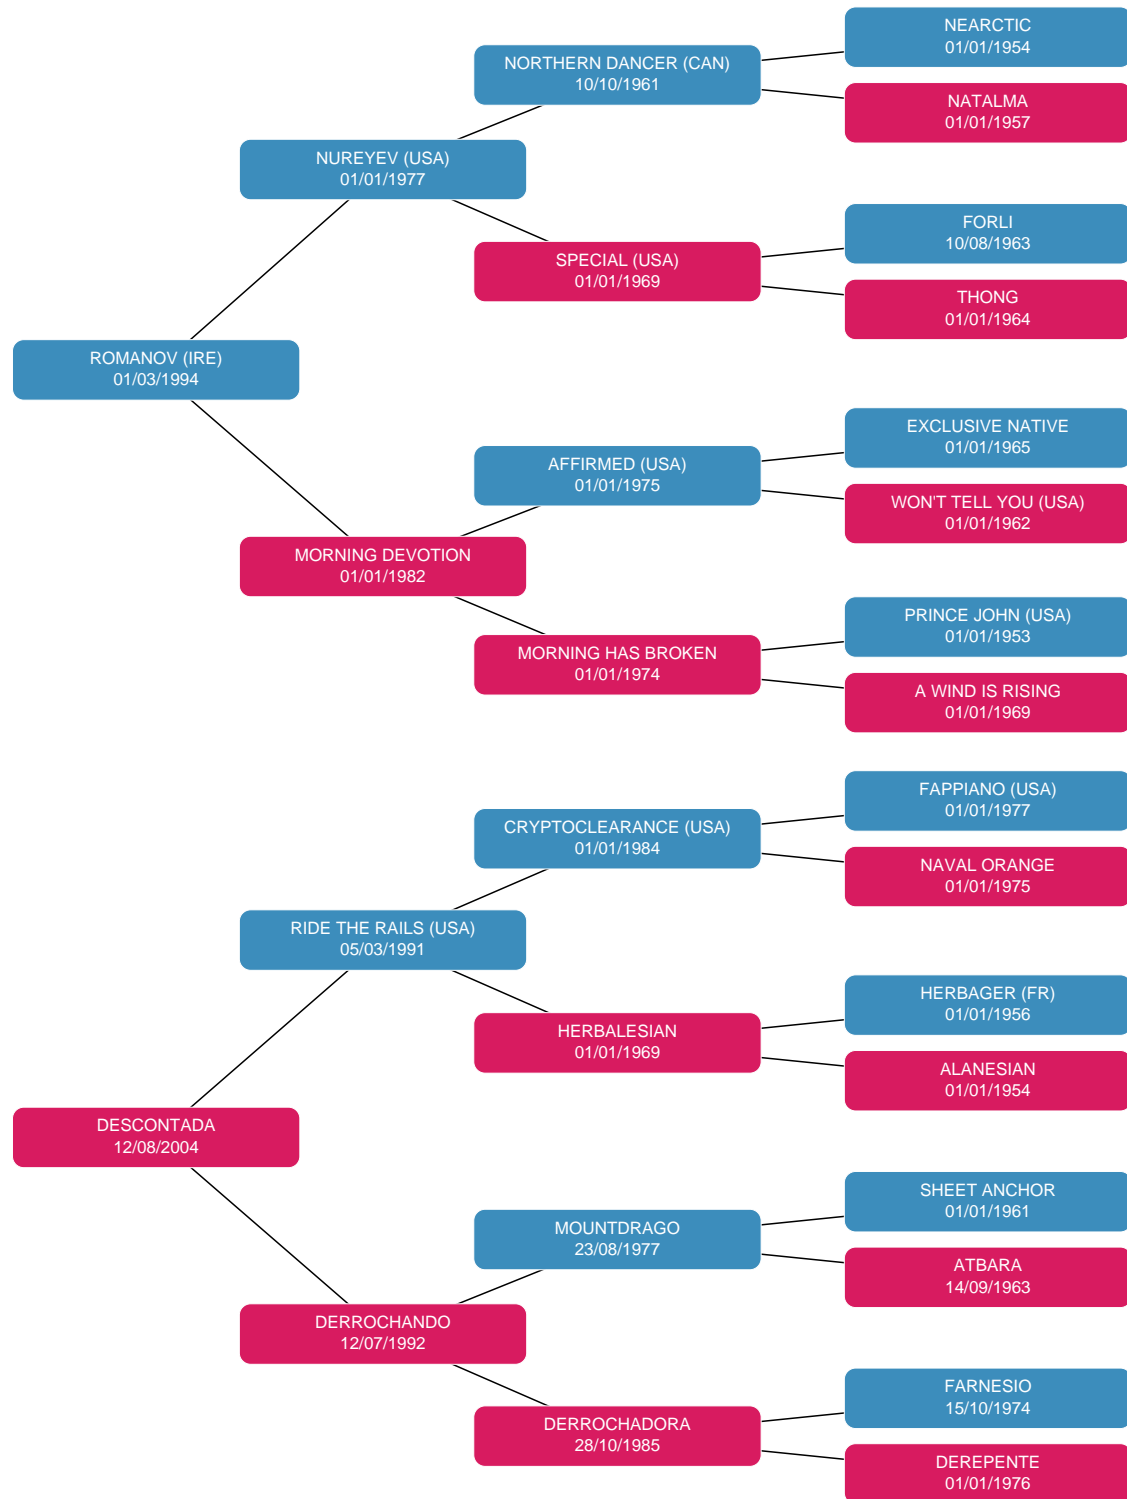 NEARCTIC
01/01/1954
NORTHERN DANCER (CAN)
10/10/1961
NATALMA
01/01/1957
NUREYEV (USA)
01/01/1977
FORLI
10/08/1963
SPECIAL (USA)
01/01/1969
THONG
01/01/1964
ROMANOV (IRE)
01/03/1994
EXCLUSIVE NATIVE
01/01/1965
AFFIRMED (USA)
01/01/1975
WON'T TELL YOU (USA)
01/01/1962
MORNING DEVOTION
01/01/1982
PRINCE JOHN (USA)
01/01/1953
MORNING HAS BROKEN
01/01/1974
A WIND IS RISING
01/01/1969
FAPPIANO (USA)
01/01/1977
CRYPTOCLEARANCE (USA)
01/01/1984
NAVAL ORANGE
01/01/1975
RIDE THE RAILS (USA)
05/03/1991
HERBAGER (FR)
01/01/1956
HERBALESIAN
01/01/1969
ALANESIAN
01/01/1954
DESCONTADA
12/08/2004
SHEET ANCHOR
01/01/1961
MOUNTDRAGO
23/08/1977
ATBARA
14/09/1963
DERROCHANDO
12/07/1992
FARNESIO
15/10/1974
DERROCHADORA
28/10/1985
DEREPENTE
01/01/1976